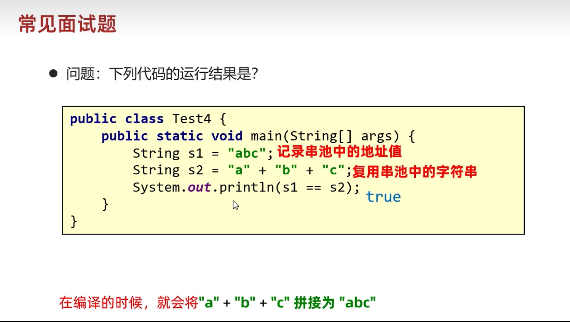 常见面试题
● 问题：下列代码的运行结果是？
public class Test4 {
public static void main(String[] args) {
String s1 = "abc"; 记录串池中的地址值
String s2 = "a" + "b" + "c"; 复用串池中的字符串
System.out.println(s1 == s2);
true
}
}
在编译的时候，就会将"a" + "b" + "c" 拼接为 "abc"